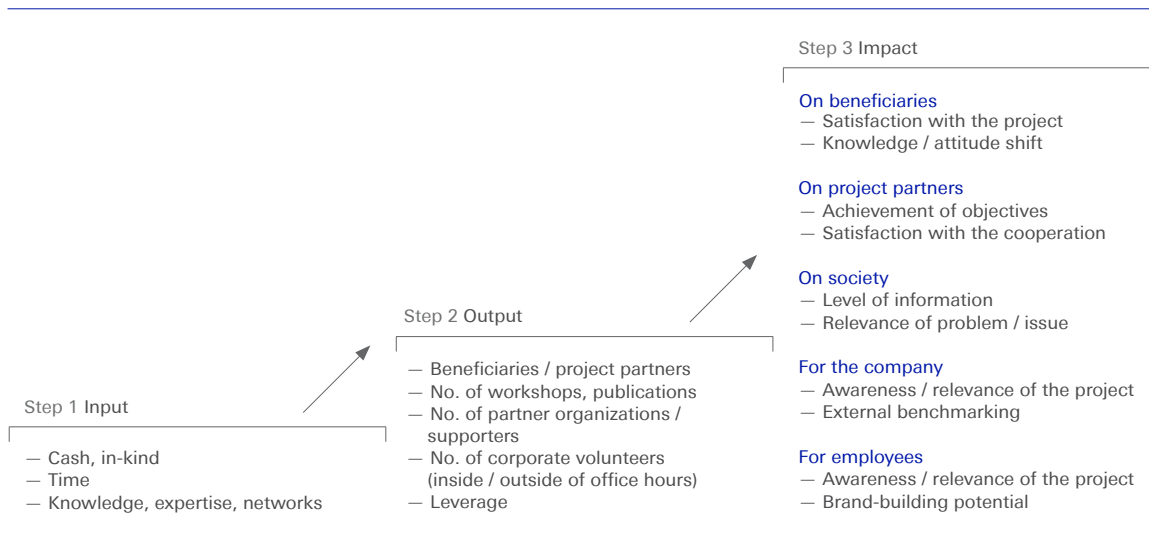 Step 1 Input
— Cash, in-kind
— Time
— Knowledge, expertise, networks
Step 2 Output
— Beneficiaries / project partners
— No. of workshops, publications
— No. of partner organizations /
supporters
— No. of corporate volunteers
(inside / outside of office hours)
— Leverage
Step 3 Impact
On beneficiaries
— Satisfaction with the project
— Knowledge / attitude shift
On project partners
— Achievement of objectives
— Satisfaction with the cooperation
On society
— Level of information
— Relevance of problem / issue
For the company
— Awareness / relevance of the project
— External benchmarking
For employees
— Awareness / relevance of the project
— Brand-building potential